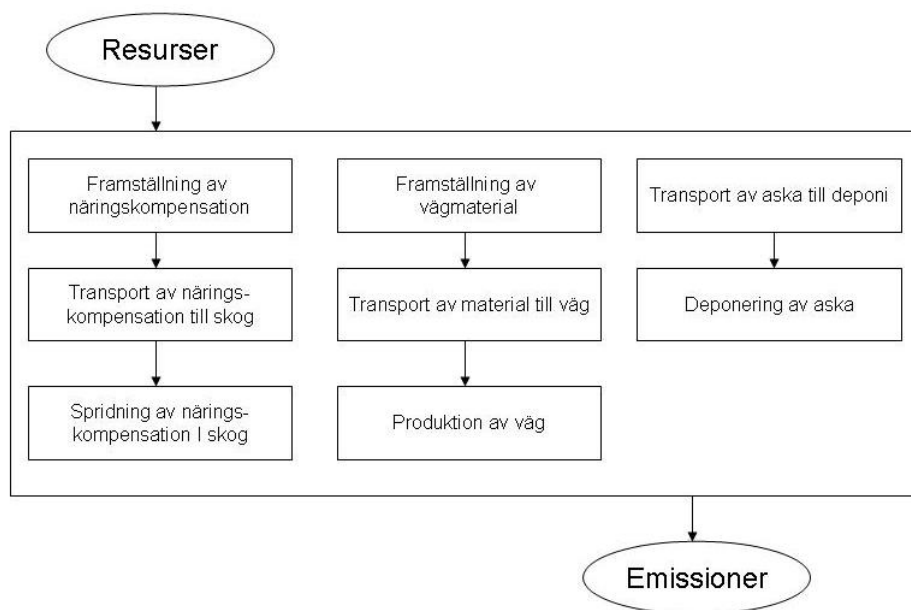 Resurser
Framställning av
näringskompensation
Transport av närings-
kompensation till skog
Spridning av närings-
kompensation I skog
Framställning av
vägmaterial
Transport av material till väg
Produktion av väg
Transport av aska till deponi
Deponering av aska
Emissioner